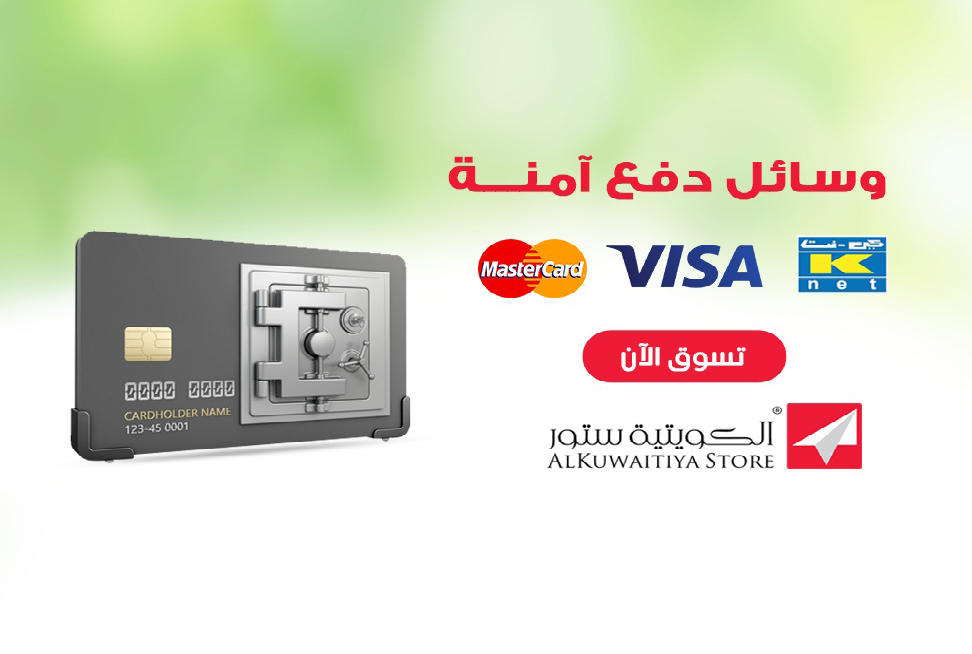 وسائل دفع آمنة
MasterCard VISA كي-نت K net
تسوق الآن
الكويتية ستور ®
ALKUWAITIYA STORE
0000 0000
CARDHOLDER NAME
123-45 0001